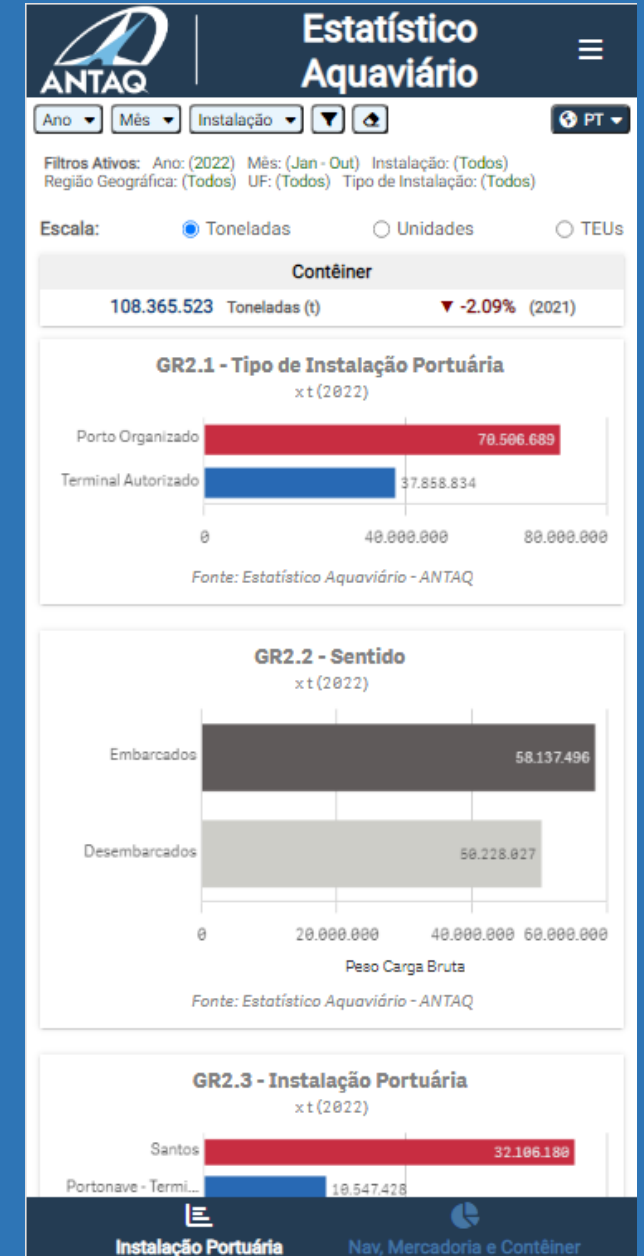 ANTAQ
Estatístico
Aquaviário
Ano Mês Instalação PT
Filtros Ativos: Ano: (2022) Mês: (Jan - Out) Instalação: (Todos)
Região Geográfica: (Todos) UF: (Todos) Tipo de Instalação: (Todos)
Escala: Toneladas Unidades TEUs
Contêiner
108.365.523 Toneladas (t) ▼ -2.09% (2021)
GR2.1 - Tipo de Instalação Portuária
xt(2022)
Porto Organizado 70.506.689
Terminal Autorizado 37.858.834
0 40.000.000 80.000.000
Fonte: Estatístico Aquaviário - ANTAQ
GR2.2 - Sentido
xt(2022)
Embarcados 58.137.496
Desembarcados 50.228.027
0 20.000.000 40.000.000 60.000.000
Peso Carga Bruta
Fonte: Estatístico Aquaviário - ANTAQ
GR2.3 - Instalação Portuária
xt(2022)
Santos 32.106.180
Portonave - Termi... 10.547.428
Instalação Portuária Nav, Mercadoria e Contêiner